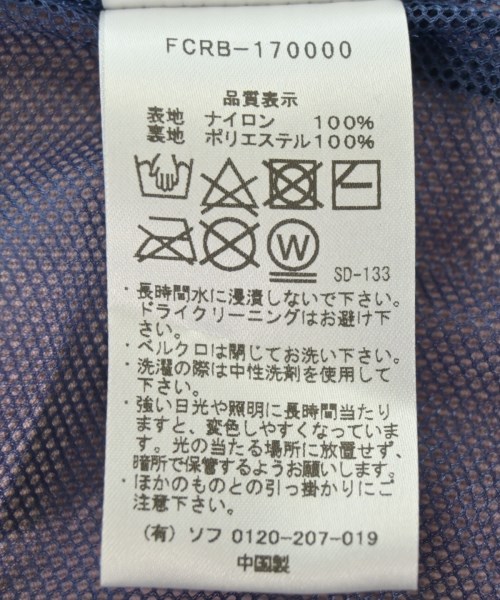 FCRB-170000
品質表示
表地 ナイロン 100%
裏地 ポリエステル100%
W
SD-133
・長時間水に浸漬しないで下さい。
ドライクリーニングはお避け下
さい。
・ベルクロは閉じてお洗い下さい。
・洗濯の際は中性洗剤を使用して
下さい。
・強い日光や照明に長時間当たり
ますと、変色しやすくなっていま
す。光の当たる場所に放置せず、
暗所で保管するようお願いします。
・ほかのものとの引っ掛かりにご
注意下さい。
(有) ソフ 0120-207-019
中国製